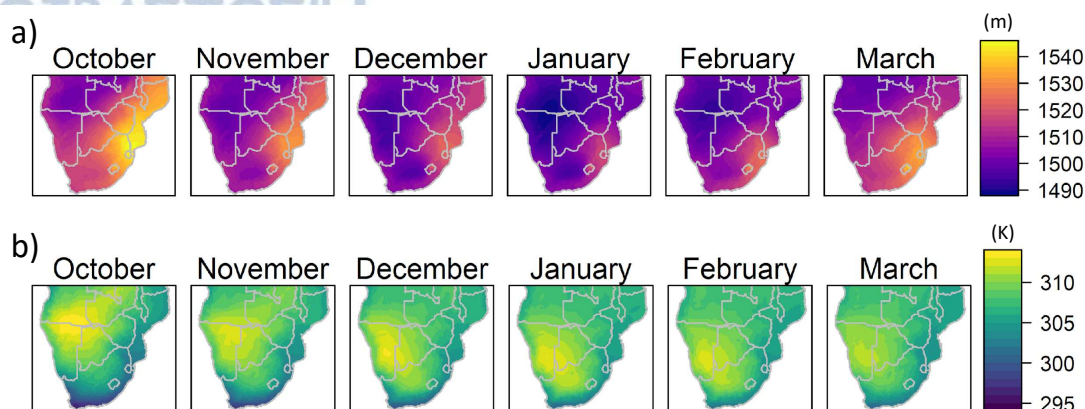 a)
October November December January February March
(m)
1540
1530
1520
1510
1500
1490
b)
October November December January February March
(K)
310
305
300
295